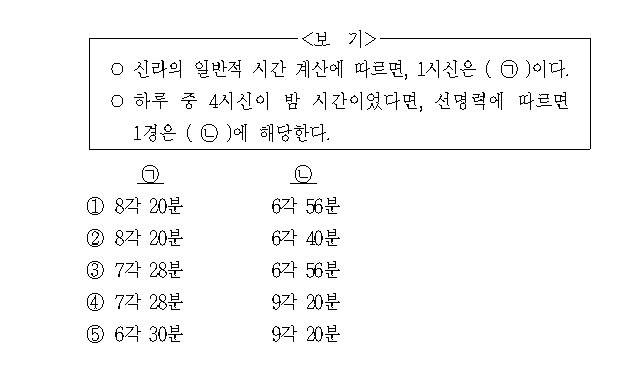 <보 기>
○ 신라의 일반적 시간 계산에 따르면, 1시신은 ( ㉠ )이다.
○ 하루 중 4시신이 밤 시간이었다면, 선명력에 따르면
1경은 ( ㉡ )에 해당한다.
㉠ ㉡
① 8각 20분 6각 56분
② 8각 20분 6각 40분
③ 7각 28분 6각 56분
④ 7각 28분 9각 20분
⑤ 6각 30분 9각 20분